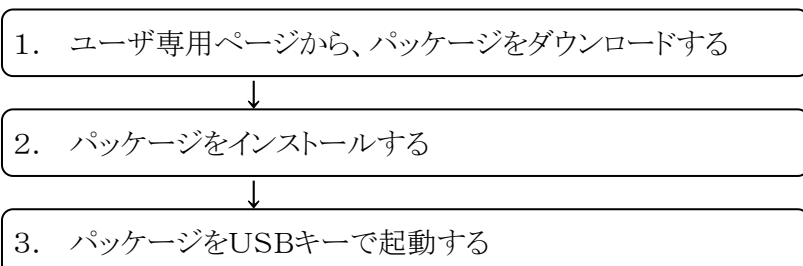 １． ユーザ専用ページから、パッケージをダウンロードする
↓
２． パッケージをインストールする
↓
３． パッケージをＵＳＢキーで起動する